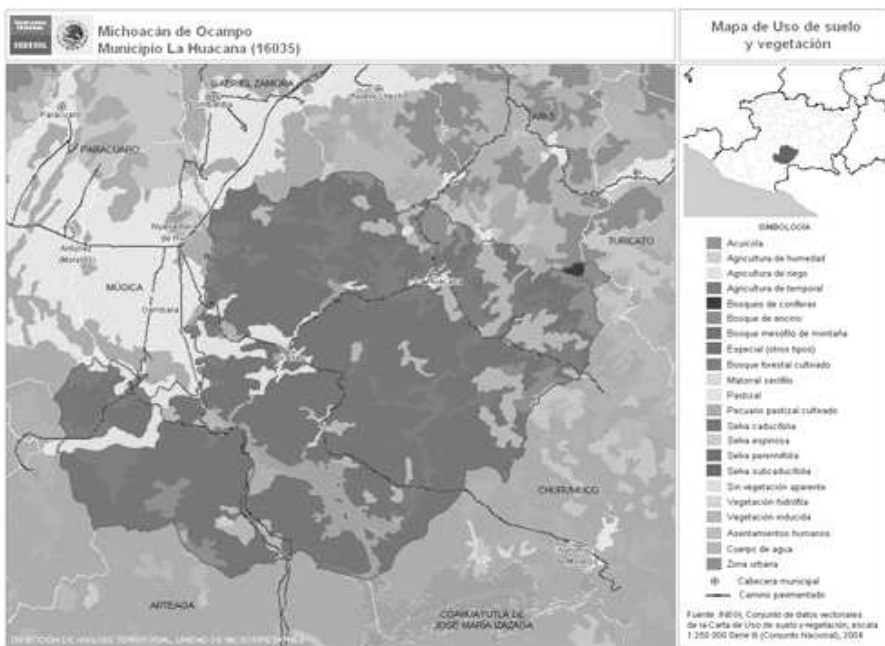 Michoacán de Ocampo
Municipio La Huacana (16035)
Mapa de Uso de suelo
y vegetación
GABRIEL ZAMORA
PARACUARO
MÚGICA
TURICATO
CHURUMUCO
ARTEAGA
COAHUAYUTLA DE
JOSE MARÍA IZAZAGA
SIMBOLOGÍA
Acuícola
Agricultura de humedad
Agricultura de riego
Agricultura de temporal
Bosques de coníferas
Bosque de encino
Bosque mesofilo de montaña
Especial (otros tipos)
Bosque forestal cultivado
Matorral xerófilo
Pastizal
Pecuario pastizal cultivado
Selva caducifolia
Selva espinosa
Selva perennifolia
Selva subcaducifolia
Sin vegetación aparente
Vegetación hidrófila
Vegetación inducida
Asentamientos humanos
Cuerpo de agua
Zona urbana
Cabecera municipal
Camino pavimentado
Fuente: INEGI, Conjunto de datos vectoriales
de la Carta de Uso de suelo y vegetación, escala
1:250 000 Serie III (Conjunto Nacional), 2004